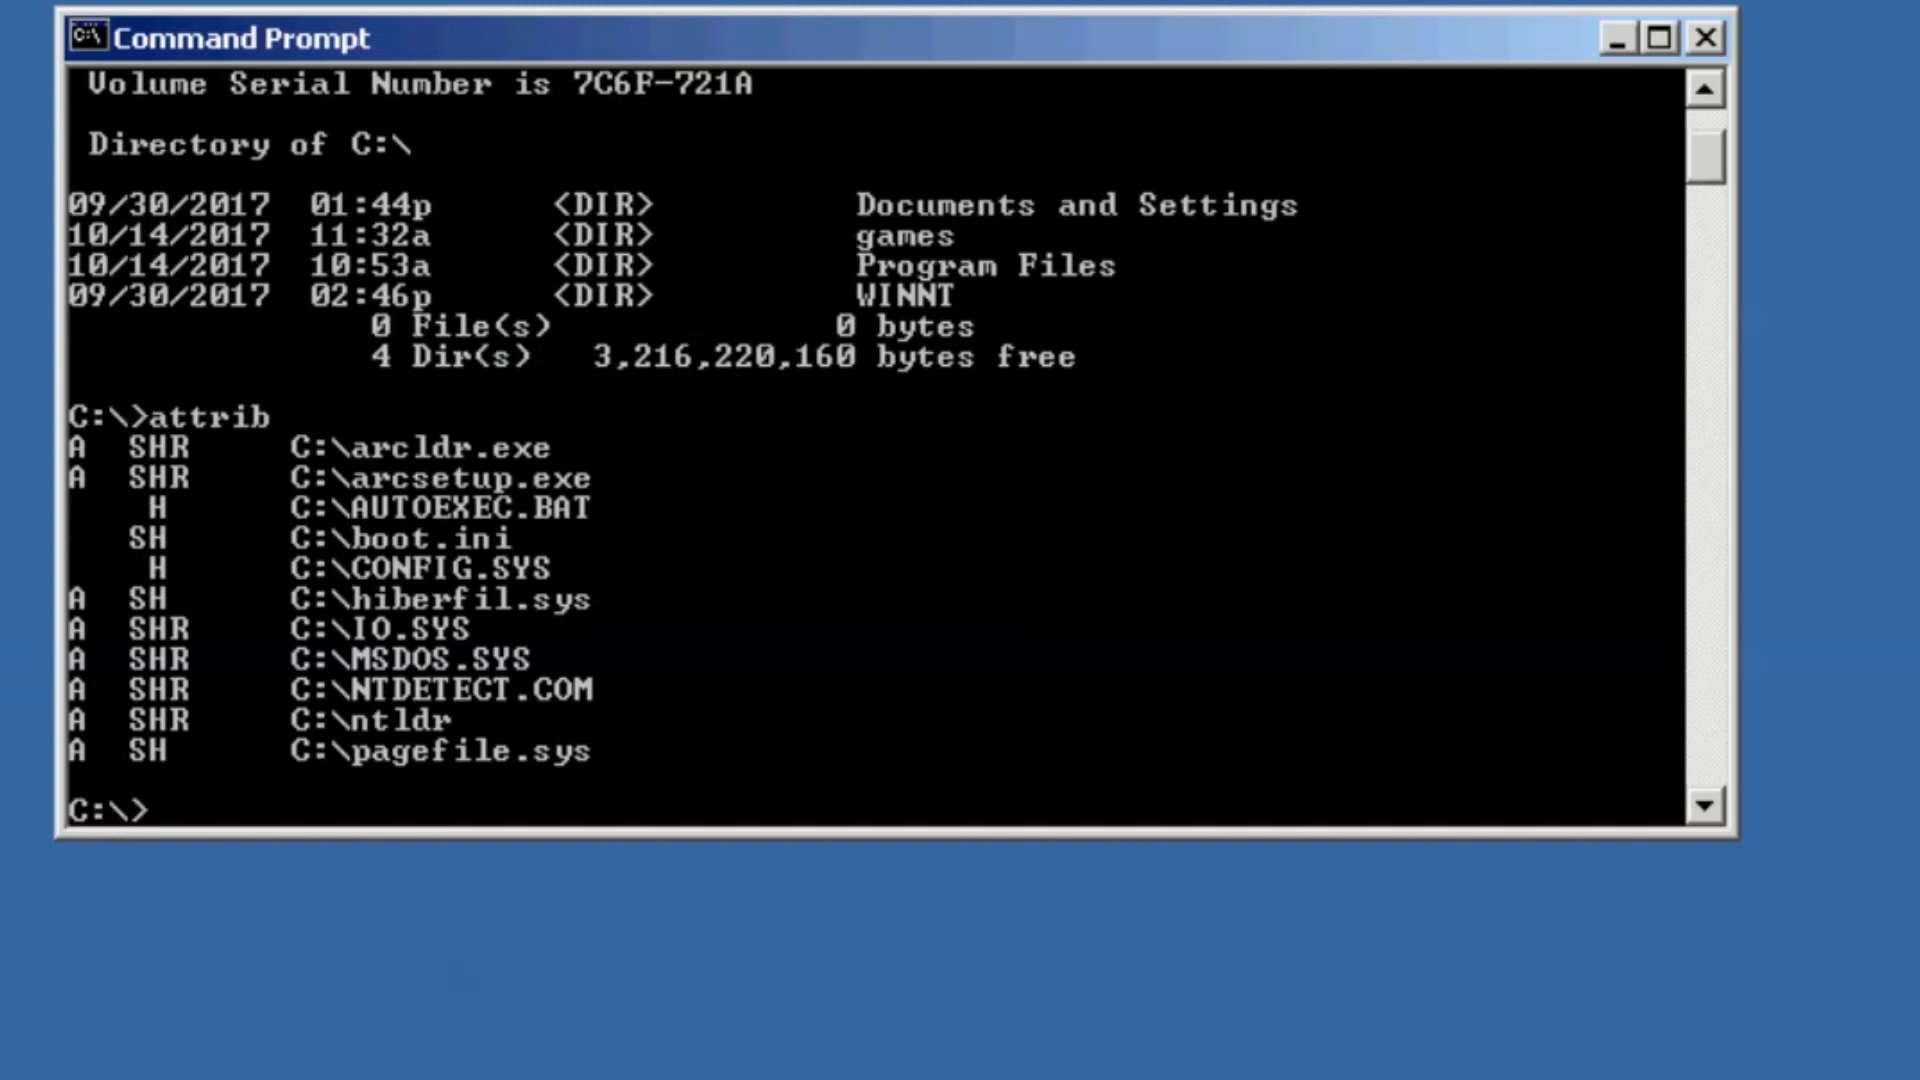 Command Prompt
Volume Serial Number is 7C6F-721A
Directory of C:\
09/30/2017  01:44p      <DIR>          Documents and Settings
10/14/2017  11:32a      <DIR>          games
10/14/2017  10:53a      <DIR>          Program Files
09/30/2017  02:46p      <DIR>          WINNT
0 File(s)              0 bytes
4 Dir(s)   3,216,220,160 bytes free
C:\>attrib
A  SHR     C:\arcldr.exe
A  SHR     C:\arcsetup.exe
H      C:\AUTOEXEC.BAT
SH      C:\boot.ini
H      C:\CONFIG.SYS
A  SH      C:\hiberfil.sys
A  SHR     C:\IO.SYS
A  SHR     C:\MSDOS.SYS
A  SHR     C:\NTDETECT.COM
A  SHR     C:\ntldr
A  SH      C:\pagefile.sys
C:\>